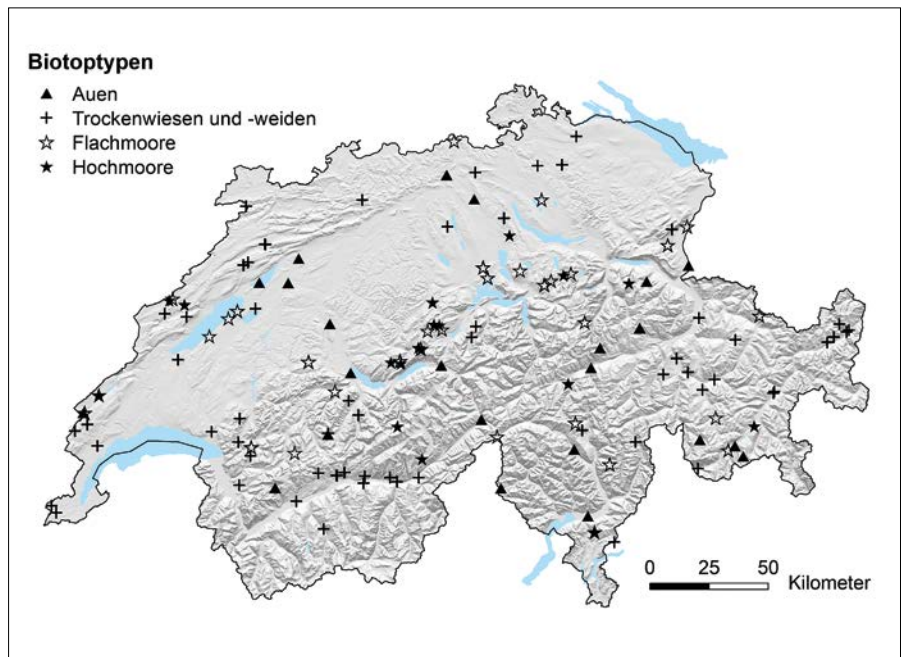 Biotoptypen
Auen
Trockenwiesen und -weiden
Flachmoore
Hochmoore
0 25 50
Kilometer